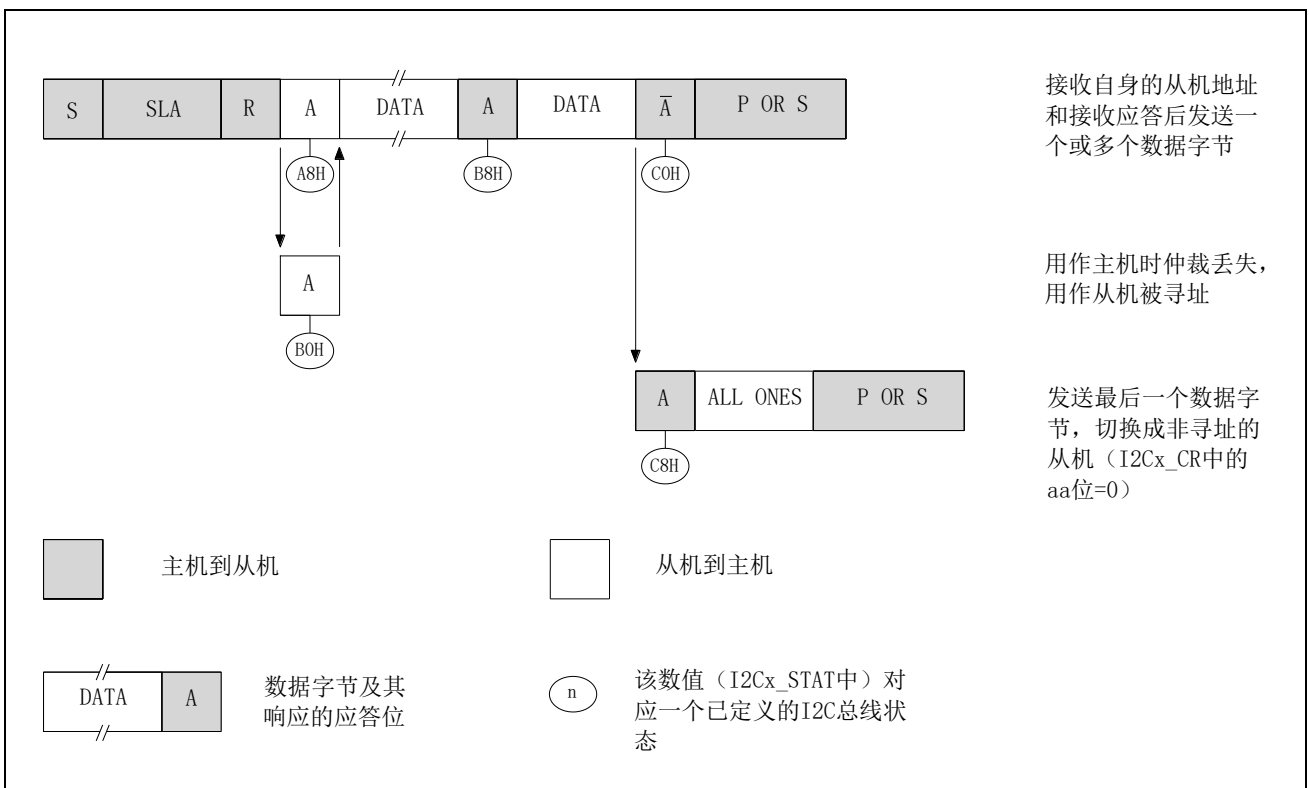 S SLA R A DATA A DATA A̅ P OR S
接收自身的从机地址
和接收应答后发送一
个或多个数据字节
A8H B8H C0H
A
B0H
用作主机时仲裁丢失，
用作从机被寻址
A ALL ONES P OR S
C8H
发送最后一个数据字
节，切换成非寻址的
从机（I2Cx_CR中的
aa位=0）
主机到从机
从机到主机
DATA A
数据字节及其
响应的应答位
n
该数值（I2Cx_STAT中）对
应一个已定义的I2C总线状
态